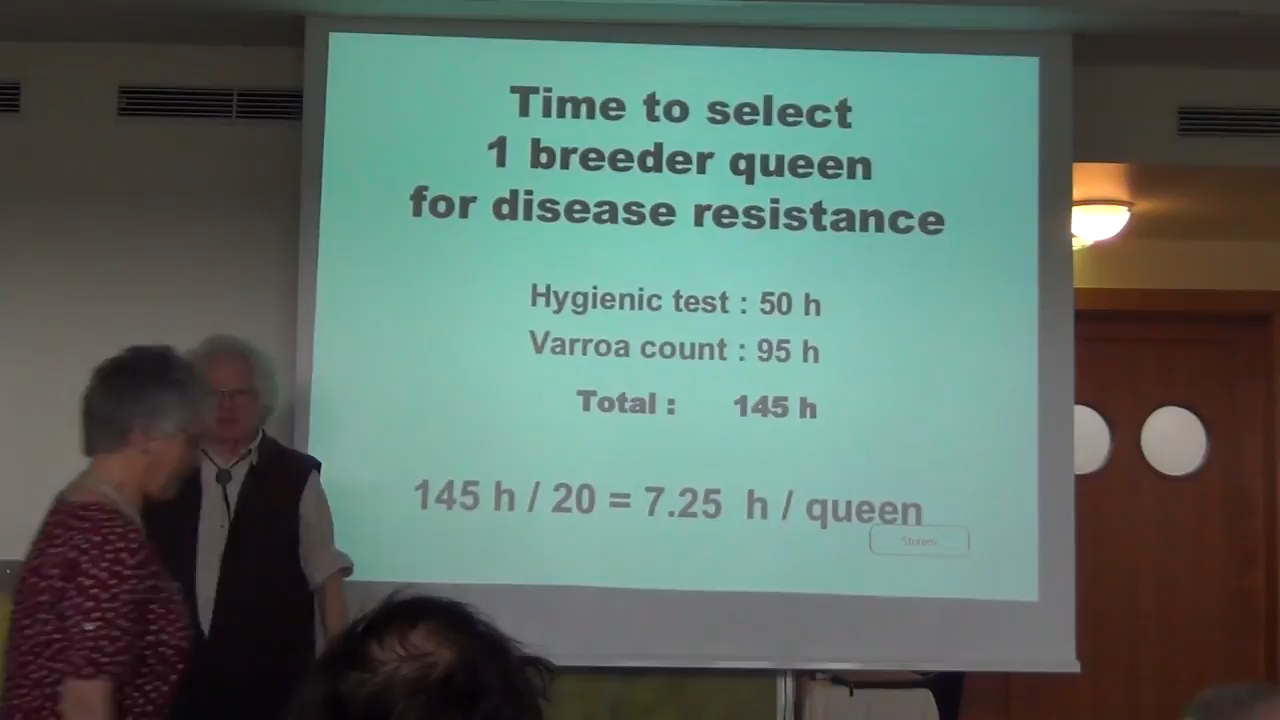 Time to select
1 breeder queen
for disease resistance
Hygienic test : 50 h
Varroa count : 95 h
Total : 145 h
145 h / 20 = 7.25 h / queen